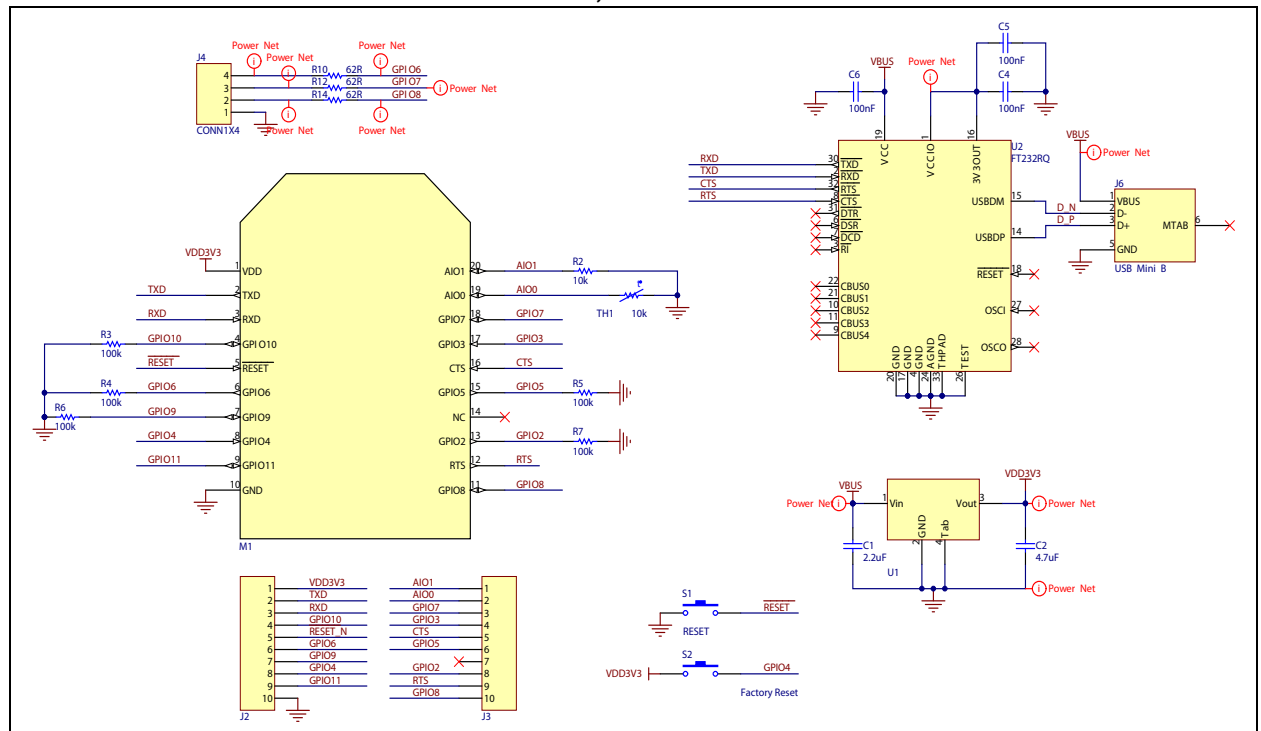 Power Net
Power Net
Power Net
J4
4
3
2
1
R10 62R GPIO6
R12 62R GPIO7
R14 62R GPIO8
Power Net
Power Net
Power Net
CONN1X4
C5
100nF
C4
100nF
C6
100nF
VBUS
Power Net
19
1
16
VCC
VCCIO
3V3OUT
U2
FT232RQ
RXD 30 TXD
TXD 2 RXD
CTS 32 RTS
RTS 8 CTS
31 DTR
6 DSR
7 DCD
3 RI
22 CBUS0
21 CBUS1
10 CBUS2
11 CBUS3
9 CBUS4
USBDM 15 D_N
USBDP 14 D_P
RESET 18
OSCI 27
OSCO 28
GND GND GND AGND THPAD TEST
20 17 4 24 33 26
VBUS
Power Net
J6
1 VBUS
2 D-
3 D+
5 GND
MTAB 6
USB Mini B
VDD3V3
1 VDD
TXD 2 TXD
RXD 3 RXD
R3 100k GPIO10 4 GPIO10
RESET 5 RESET
R4 100k GPIO6 6 GPIO6
R6 100k GPIO9 7 GPIO9
GPIO4 8 GPIO4
GPIO11 9 GPIO11
10 GND
M1
AIO1 20 AIO1 R2 10k
AIO0 19 AIO0 TH1 10k
GPIO7 18 GPIO7
GPIO3 17 GPIO3
CTS 16 CTS
GPIO5 15 GPIO5 R5 100k
NC 14
GPIO2 13 GPIO2 R7 100k
RTS 12 RTS
GPIO8 11 GPIO8
VBUS
Power Net
1 Vin
Vout 3
VDD3V3
Power Net
GND
2
Tab
4
C1
2.2uF
U1
C2
4.7uF
Power Net
1 VDD3V3
2 TXD
3 RXD
4 GPIO10
5 RESET_N
6 GPIO6
7 GPIO9
8 GPIO4
9 GPIO11
10
J2
AIO1 1
AIO0 2
GPIO7 3
GPIO3 4
CTS 5
GPIO5 6
7
GPIO2 8
RTS 9
GPIO8 10
J3
S1
RESET
RESET
S2
VDD3V3
GPIO4
Factory Reset